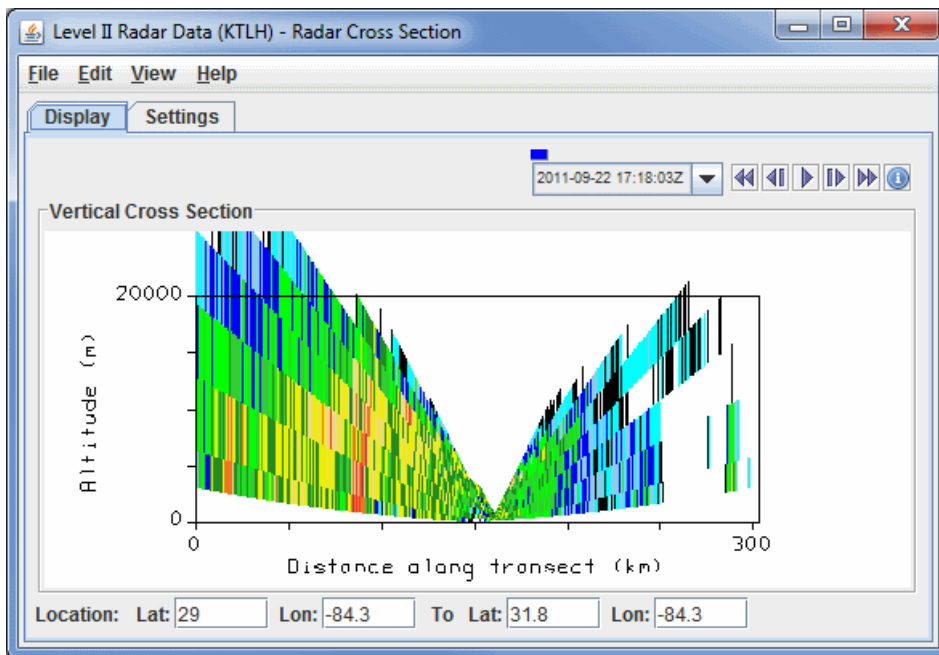 Level II Radar Data (KTLH) - Radar Cross Section
File Edit View Help
Display Settings
2011-09-22 17:18:03Z
Vertical Cross Section
20000
Altitude (m)
0
0 300
Distance along transect (km)
Location: Lat: 29 Lon: -84.3 To Lat: 31.8 Lon: -84.3